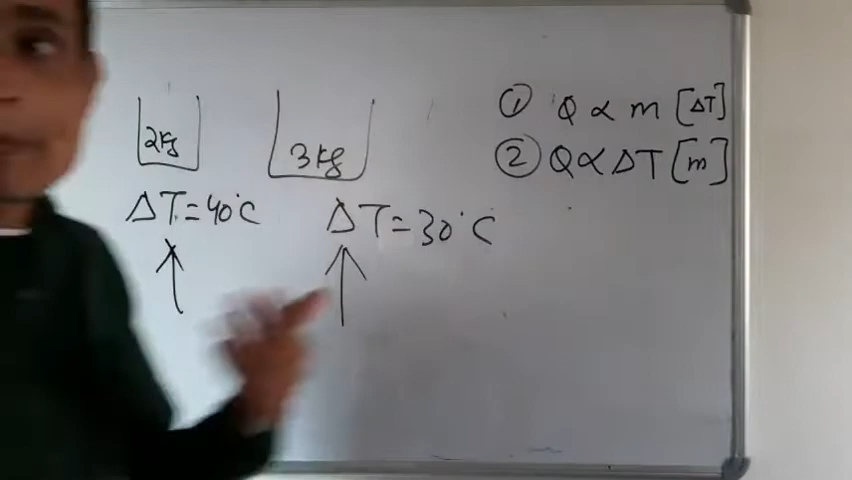 2kg
3kg
ΔT=40°C
ΔT=30°C
① Q ∝ m [ΔT]
② Q ∝ ΔT [m]